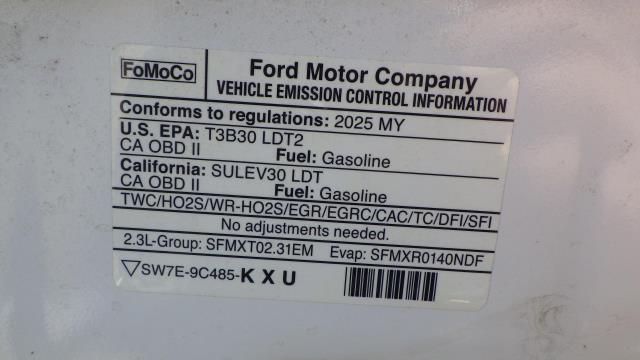 FoMoCo
Ford Motor Company
VEHICLE EMISSION CONTROL INFORMATION
Conforms to regulations: 2025 MY
U.S. EPA: T3B30 LDT2
CA OBD II Fuel: Gasoline
California: SULEV30 LDT
CA OBD II Fuel: Gasoline
TWC/HO2S/WR-HO2S/EGR/EGRC/CAC/TC/DFI/SFI
No adjustments needed.
2.3L-Group: SFMXT02.31EM Evap: SFMXR0140NDF
▽SW7E-9C485-K X U